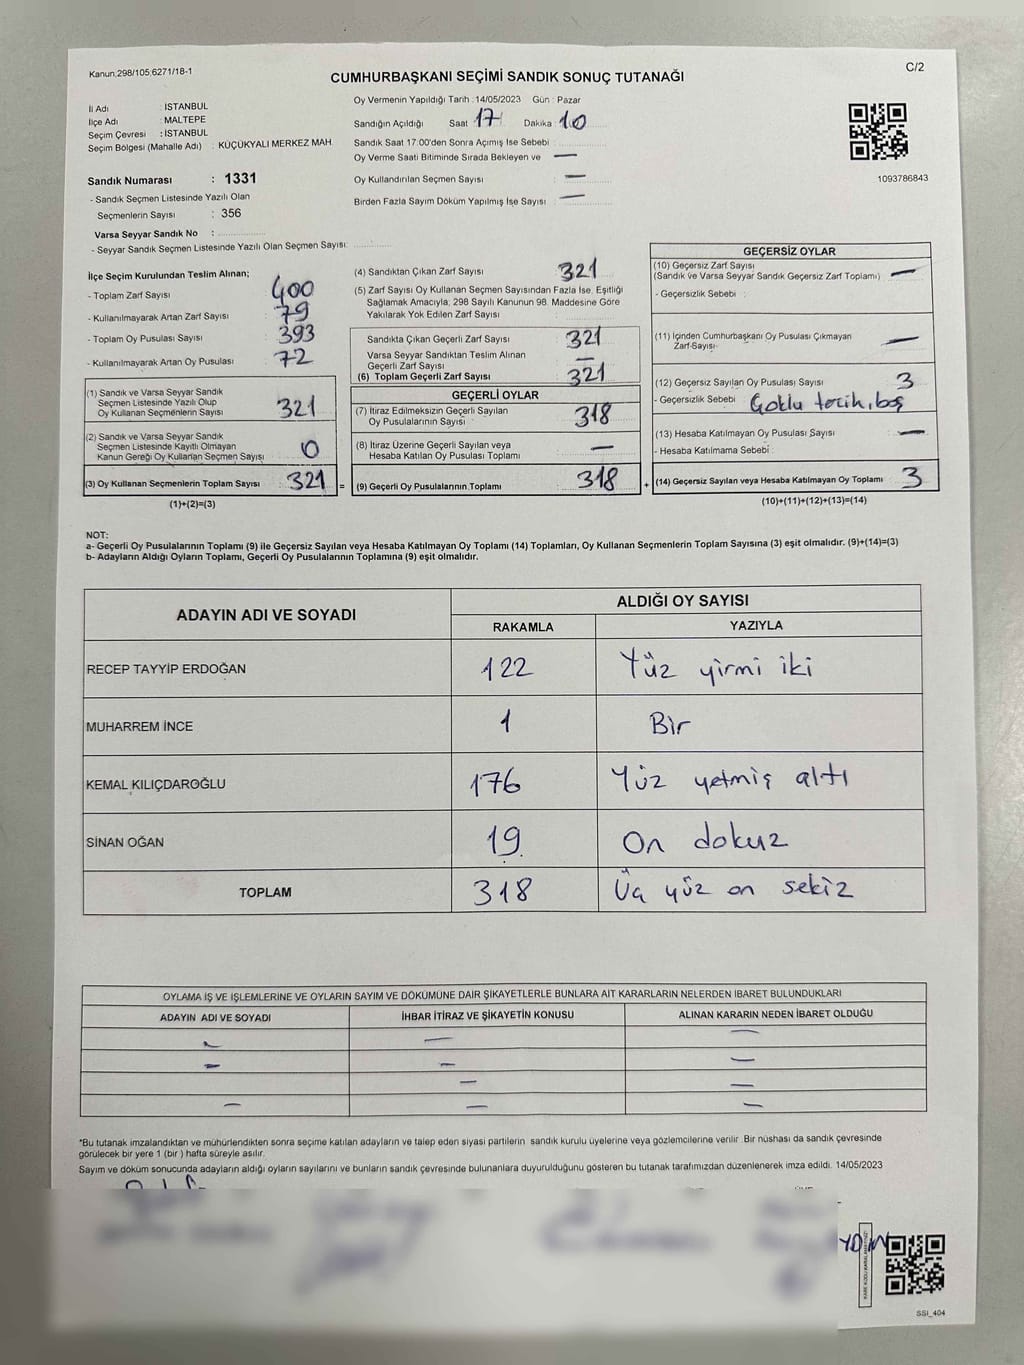 Kanun,298/105;6271/18-1
C/2
CUMHURBAŞKANI SEÇİMİ SANDIK SONUÇ TUTANAĞI
İl Adı : İSTANBUL
İlçe Adı : MALTEPE
Seçim Çevresi : İSTANBUL
Seçim Bölgesi (Mahalle Adı) : KÜÇÜKYALI MERKEZ MAH.
Sandık Numarası : 1331
- Sandık Seçmen Listesinde Yazılı Olan
Seçmenlerin Sayısı : 356
Varsa Seyyar Sandık No :
- Seyyar Sandık Seçmen Listesinde Yazılı Olan Seçmen Sayısı:
Oy Vermenin Yapıldığı Tarih :14/05/2023 Gün : Pazar
Sandığın Açıldığı Saat 17 Dakika : 10
Sandık Saat 17:00'den Sonra Açımış İse Sebebi :
Oy Verme Saati Bitiminde Sırada Bekleyen ve —
Oy Kullandırılan Seçmen Sayısı : —
Birden Fazla Sayım Döküm Yapılmış İse Sayısı : —
1093786843
İlçe Seçim Kurulundan Teslim Alınan;
- Toplam Zarf Sayısı : 400
- Kullanılmayarak Artan Zarf Sayısı : 79
- Toplam Oy Pusulası Sayısı : 393
- Kullanılmayarak Artan Oy Pusulası : 72
(1) Sandık ve Varsa Seyyar Sandık
Seçmen Listesinde Yazılı Olup
Oy Kullanan Seçmenlerin Sayısı : 321
(2) Sandık ve Varsa Seyyar Sandık
Seçmen Listesinde Kayıtlı Olmayan
Kanun Gereği Oy Kullanan Seçmen Sayısı : 0
(3) Oy Kullanan Seçmenlerin Toplam Sayısı : 321 =
(1)+(2)=(3)
(4) Sandıktan Çıkan Zarf Sayısı : 321
(5) Zarf Sayısı Oy Kullanan Seçmen Sayısından Fazla İse, Eşitliği
Sağlamak Amacıyla, 298 Sayılı Kanunun 98. Maddesine Göre
Yakılarak Yok Edilen Zarf Sayısı :
Sandıkta Çıkan Geçerli Zarf Sayısı : 321
Varsa Seyyar Sandıktan Teslim Alınan
Geçerli Zarf Sayısı : —
(6) Toplam Geçerli Zarf Sayısı : 321
GEÇERLİ OYLAR
(7) İtiraz Edilmeksizin Geçerli Sayılan
Oy Pusulalarının Sayısı : 318
(8) İtiraz Üzerine Geçerli Sayılan veya
Hesaba Katılan Oy Pusulası Toplamı : —
(9) Geçerli Oy Pusulalarının Toplamı : 318 +
GEÇERSİZ OYLAR
(10) Geçersiz Zarf Sayısı
(Sandık ve Varsa Seyyar Sandık Geçersiz Zarf Toplamı) : —
- Geçersizlik Sebebi :
(11) İçinden Cumhurbaşkanı Oy Pusulası Çıkmayan
Zarf Sayısı : —
(12) Geçersiz Sayılan Oy Pusulası Sayısı : 3
- Geçersizlik Sebebi : Çoklu tercih, boş
(13) Hesaba Katılmayan Oy Pusulası Sayısı : —
- Hesaba Katılmama Sebebi :
(14) Geçersiz Sayılan veya Hesaba Katılmayan Oy Toplamı : 3
(10)+(11)+(12)+(13)=(14)
NOT:
a- Geçerli Oy Pusulalarının Toplamı (9) ile Geçersiz Sayılan veya Hesaba Katılmayan Oy Toplamı (14) Toplamları, Oy Kullanan Seçmenlerin Toplam Sayısına (3) eşit olmalıdır. (9)+(14)=(3)
b- Adayların Aldığı Oyların Toplamı, Geçerli Oy Pusulalarının Toplamına (9) eşit olmalıdır.
ADAYIN ADI VE SOYADI ALDIĞI OY SAYISI
RAKAMLA YAZIYLA
RECEP TAYYİP ERDOĞAN 122 Yüz yirmi iki
MUHARREM İNCE 1 Bir
KEMAL KILIÇDAROĞLU 176 Yüz yetmiş altı
SİNAN OĞAN 19 On dokuz
TOPLAM 318 Üç yüz on sekiz
OYLAMA İŞ VE İŞLEMLERİNE VE OYLARIN SAYIM VE DÖKÜMÜNE DAİR ŞİKAYETLERLE BUNLARA AİT KARARLARIN NELERDEN İBARET BULUNDUKLARI
ADAYIN ADI VE SOYADI İHBAR İTİRAZ VE ŞİKAYETİN KONUSU ALINAN KARARIN NEDEN İBARET OLDUĞU
— — —
— — —
— —
— — —
*Bu tutanak imzalandıktan ve mühürlendikten sonra seçime katılan adayların ve talep eden siyasi partilerin sandık kurulu üyelerine veya gözlemcilerine verilir. Bir nüshası da sandık çevresinde
görülecek bir yere 1 (bir ) hafta süreyle asılır.
Sayım ve döküm sonucunda adayların aldığı oyların sayılarını ve bunların sandık çevresinde bulunanlara duyurulduğunu gösteren bu tutanak tarafımızdan düzenlenerek imza edildi. 14/05/2023
YDIN
SSI_404